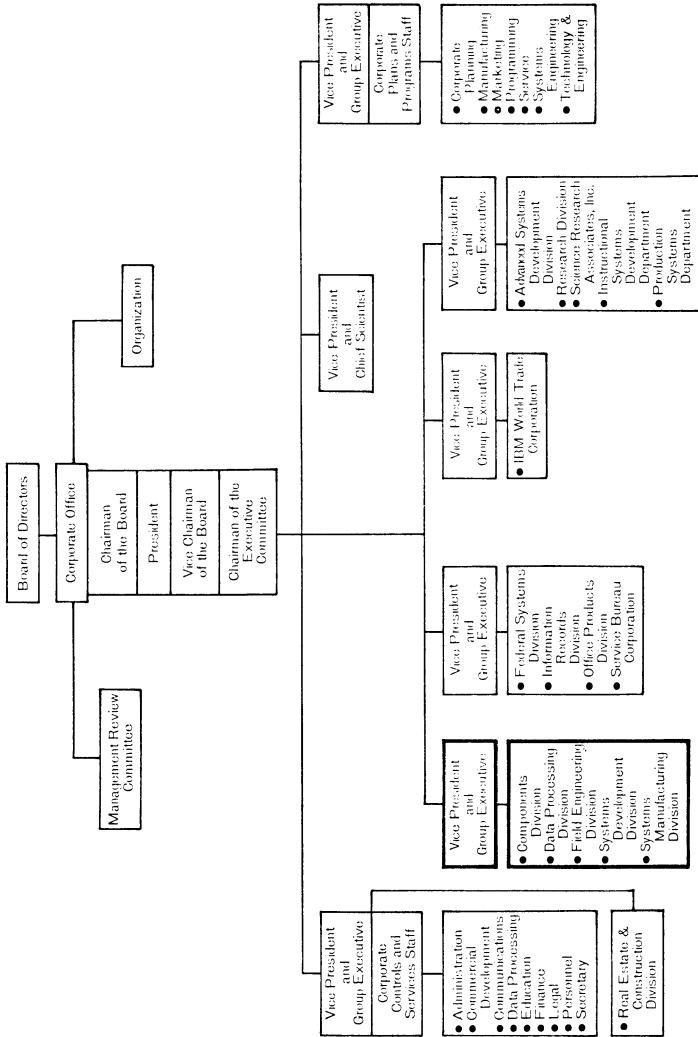 Board of Directors
Corporate Office
Chairman
of the Board
President
Vice Chairman
of the Board
Chairman of the
Executive
Committee
Management Review
Committee
Organization
Vice President
and
Group Executive
Corporate
Controls and
Services Staff
● Administration
● Commercial
Development
● Communications
● Data Processing
● Education
● Finance
● Legal
● Personnel
● Secretary
● Real Estate &
Construction
Division
Vice President
and
Chief Scientist
Vice President
and
Group Executive
Corporate
Plans and
Programs Staff
● Corporate
Planning
● Manufacturing
● Marketing
● Programming
● Service
● Systems
Engineering
● Technology &
Engineering
Vice President
and
Group Executive
● Components
Division
● Data Processing
Division
● Field Engineering
Division
● Systems
Development
Division
● Systems
Manufacturing
Division
Vice President
and
Group Executive
● Federal Systems
Division
● Information
Records
Division
● Office Products
Division
● Service Bureau
Corporation
Vice President
and
Group Executive
● IBM World Trade
Corporation
Vice President
and
Group Executive
● Advanced Systems
Development
Division
● Research Division
● Science Research
Associates, Inc.
● Instructional
Systems
Development
Department
● Production
Systems
Department